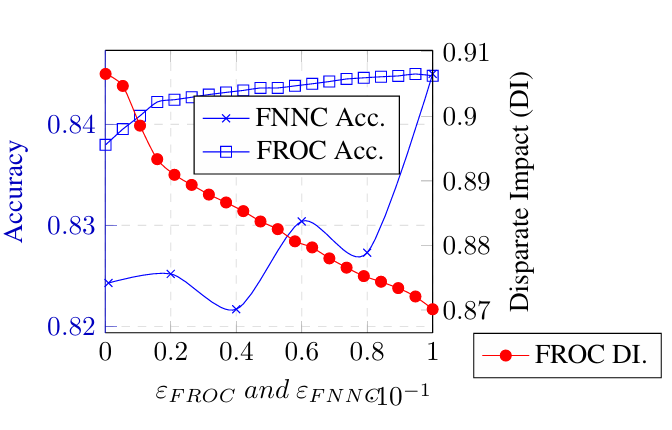 0.91
0.9
0.89
0.88
0.87
Disparate Impact (DI)
0.84
0.83
0.82
Accuracy
FNNC Acc.
FROC Acc.
0 0.2 0.4 0.6 0.8 1
ε_FROC and ε_FNNC
·10^−1
FROC DI.